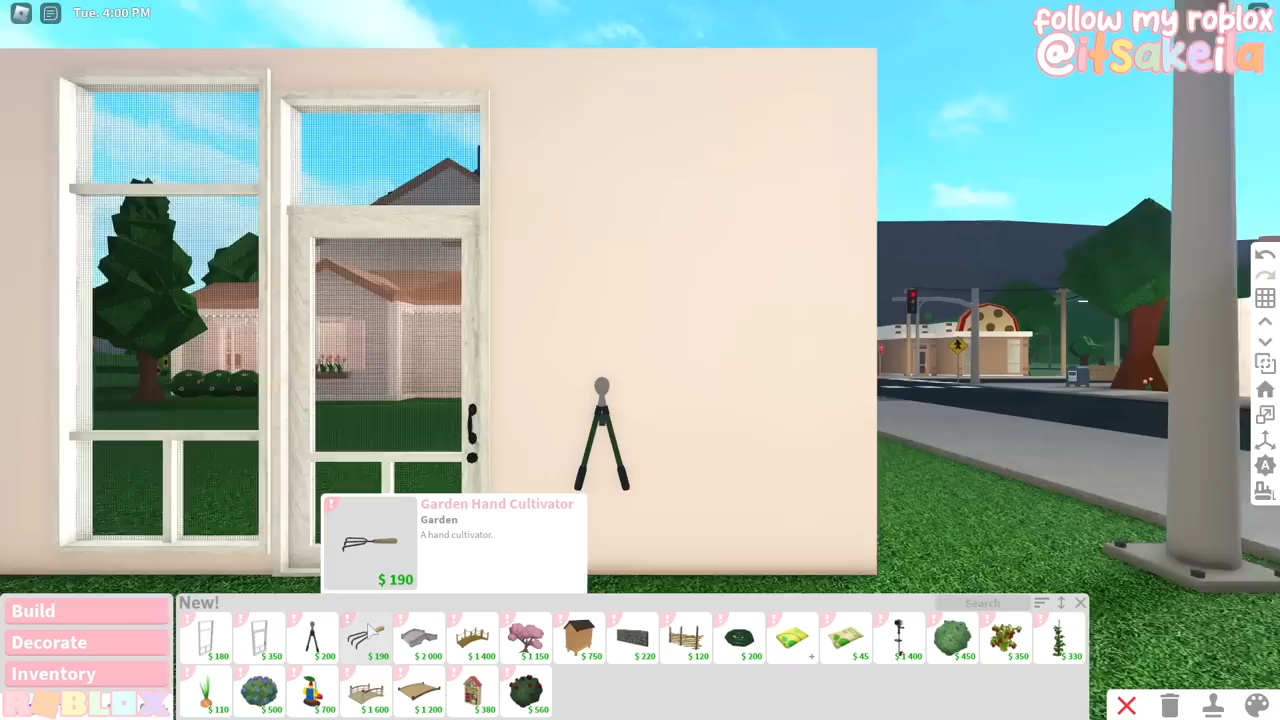 Tue. 4:00 PM
follow my roblox
@itsakeila
Garden Hand Cultivator
Garden
A hand cultivator.
$ 190
Build
Decorate
Inventory
ROBLOX
New!
Search
$ 180
$ 350
$ 200
$ 190
$ 2 000
$ 1 400
$ 1 150
$ 750
$ 220
$ 120
$ 200
+
$ 45
$ 1 400
$ 450
$ 350
$ 330
$ 110
$ 500
$ 700
$ 1 600
$ 1 200
$ 380
$ 560